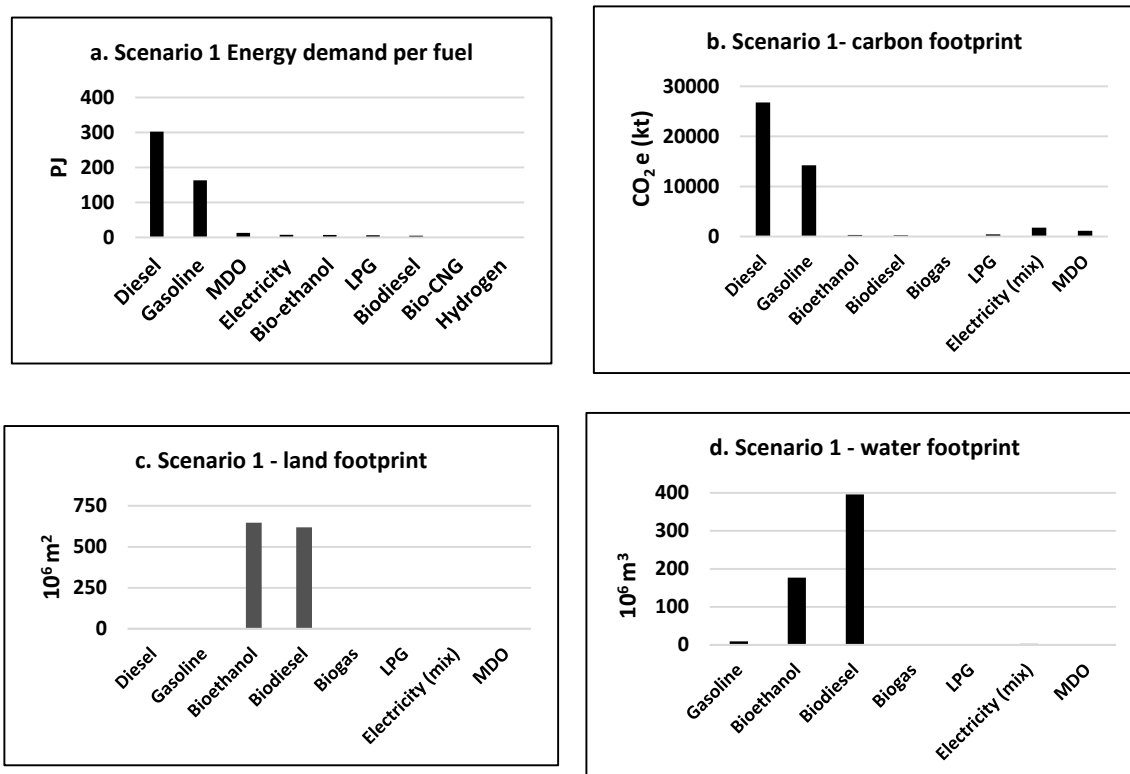 a. Scenario 1 Energy demand per fuel
400
300
200
100
0
PJ
Diesel
Gasoline
MDO
Electricity
Bio-ethanol
LPG
Biodiesel
Bio-CNG
Hydrogen
b. Scenario 1- carbon footprint
30000
20000
10000
0
CO₂ e (kt)
Diesel
Gasoline
Bioethanol
Biodiesel
Biogas
LPG
Electricity (mix)
MDO
c. Scenario 1 - land footprint
750
500
250
0
10⁶ m²
Diesel
Gasoline
Bioethanol
Biodiesel
Biogas
LPG
Electricity (mix)
MDO
d. Scenario 1 - water footprint
400
300
200
100
0
10⁶ m³
Gasoline
Bioethanol
Biodiesel
Biogas
LPG
Electricity (mix)
MDO